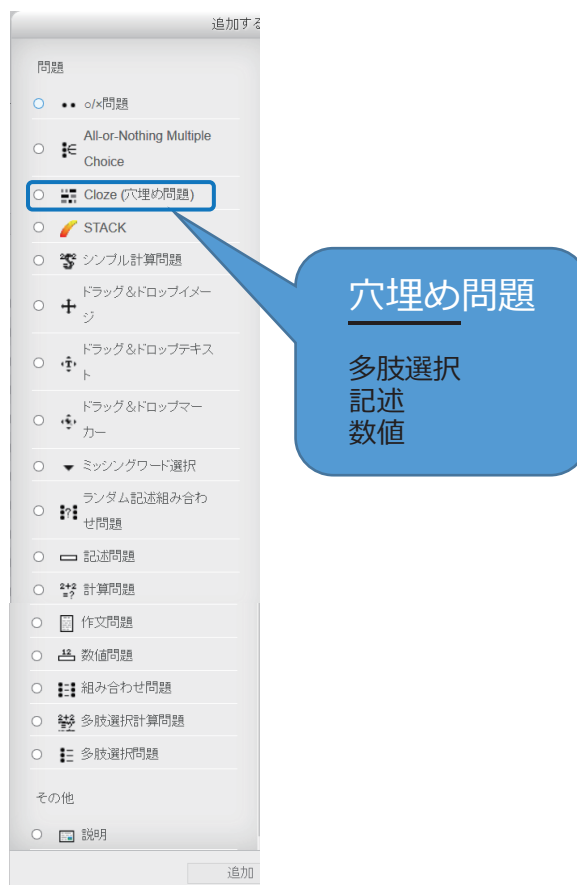 追加する
問題
○/×問題
All-or-Nothing Multiple
Choice
Cloze (穴埋め問題)
STACK
シンプル計算問題
ドラッグ&ドロップイメー
ジ
ドラッグ&ドロップテキス
ト
ドラッグ&ドロップマー
カー
ミッシングワード選択
ランダム記述組み合わ
せ問題
記述問題
計算問題
作文問題
数値問題
組み合わせ問題
多肢選択計算問題
多肢選択問題
その他
説明
追加
穴埋め問題
多肢選択
記述
数値